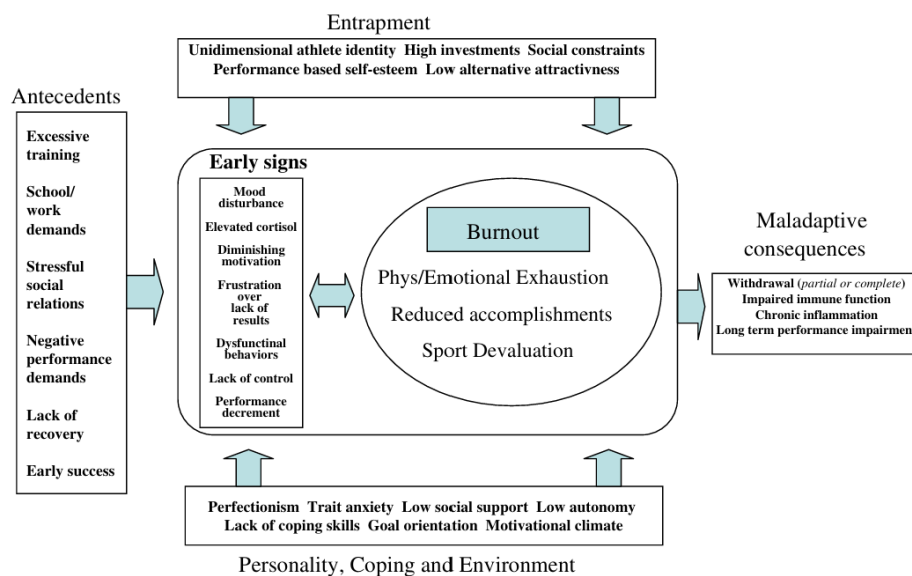 Entrapment
Unidimensional athlete identity High investments Social constraints
Performance based self-esteem Low alternative attractivness
Antecedents
Excessive
training
School/
work
demands
Stressful
social
relations
Negative
performance
demands
Lack of
recovery
Early success
Early signs
Mood
disturbance
Elevated cortisol
Diminishing
motivation
Frustration
over
lack of
results
Dysfunctinal
behaviors
Lack of control
Performance
decrement
Burnout
Phys/Emotional Exhaustion
Reduced accomplishments
Sport Devaluation
Maladaptive
consequences
Withdrawal (partial or complete)
Impaired immune function
Chronic inflammation
Long term performance impairment
Perfectionism Trait anxiety Low social support Low autonomy
Lack of coping skills Goal orientation Motivational climate
Personality, Coping and Environment